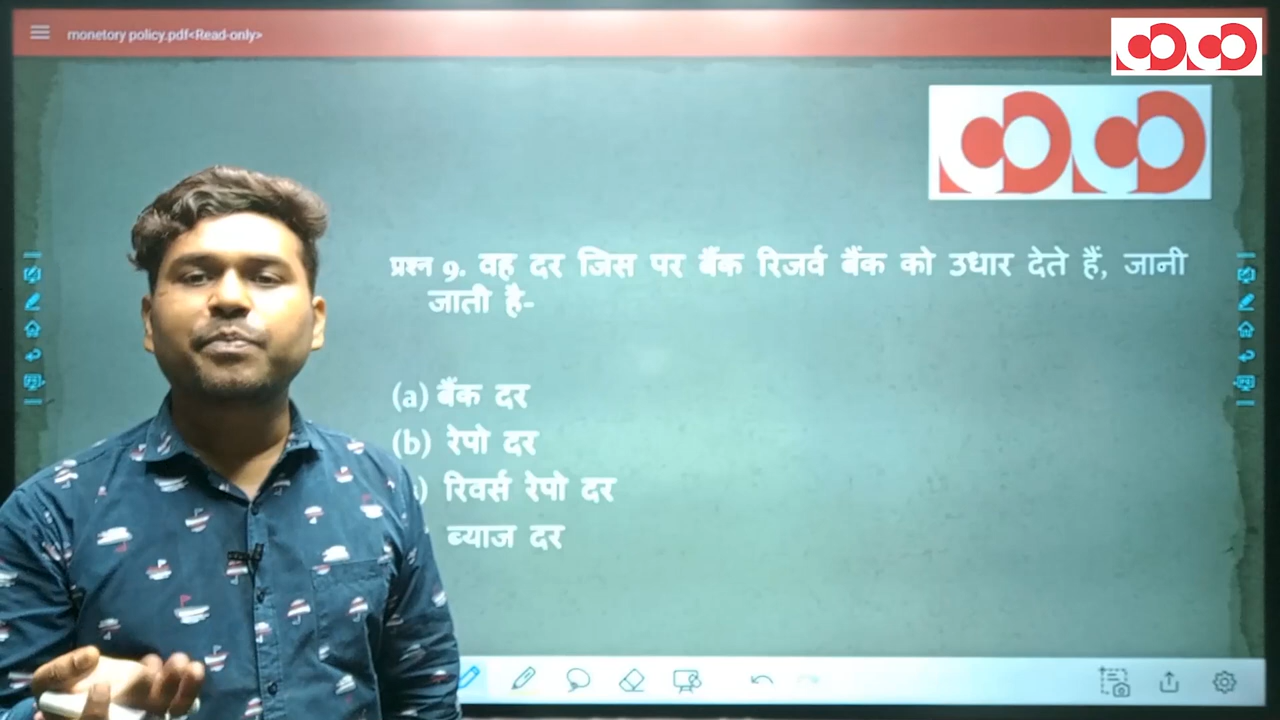 monetory policy.pdf<Read-only>
प्रश्न 9. वह दर जिस पर बैंक रिजर्व बैंक को उधार देते हैं, जानी
जाती है-
(a) बैंक दर
(b) रेपो दर
) रिवर्स रेपो दर
ब्याज दर